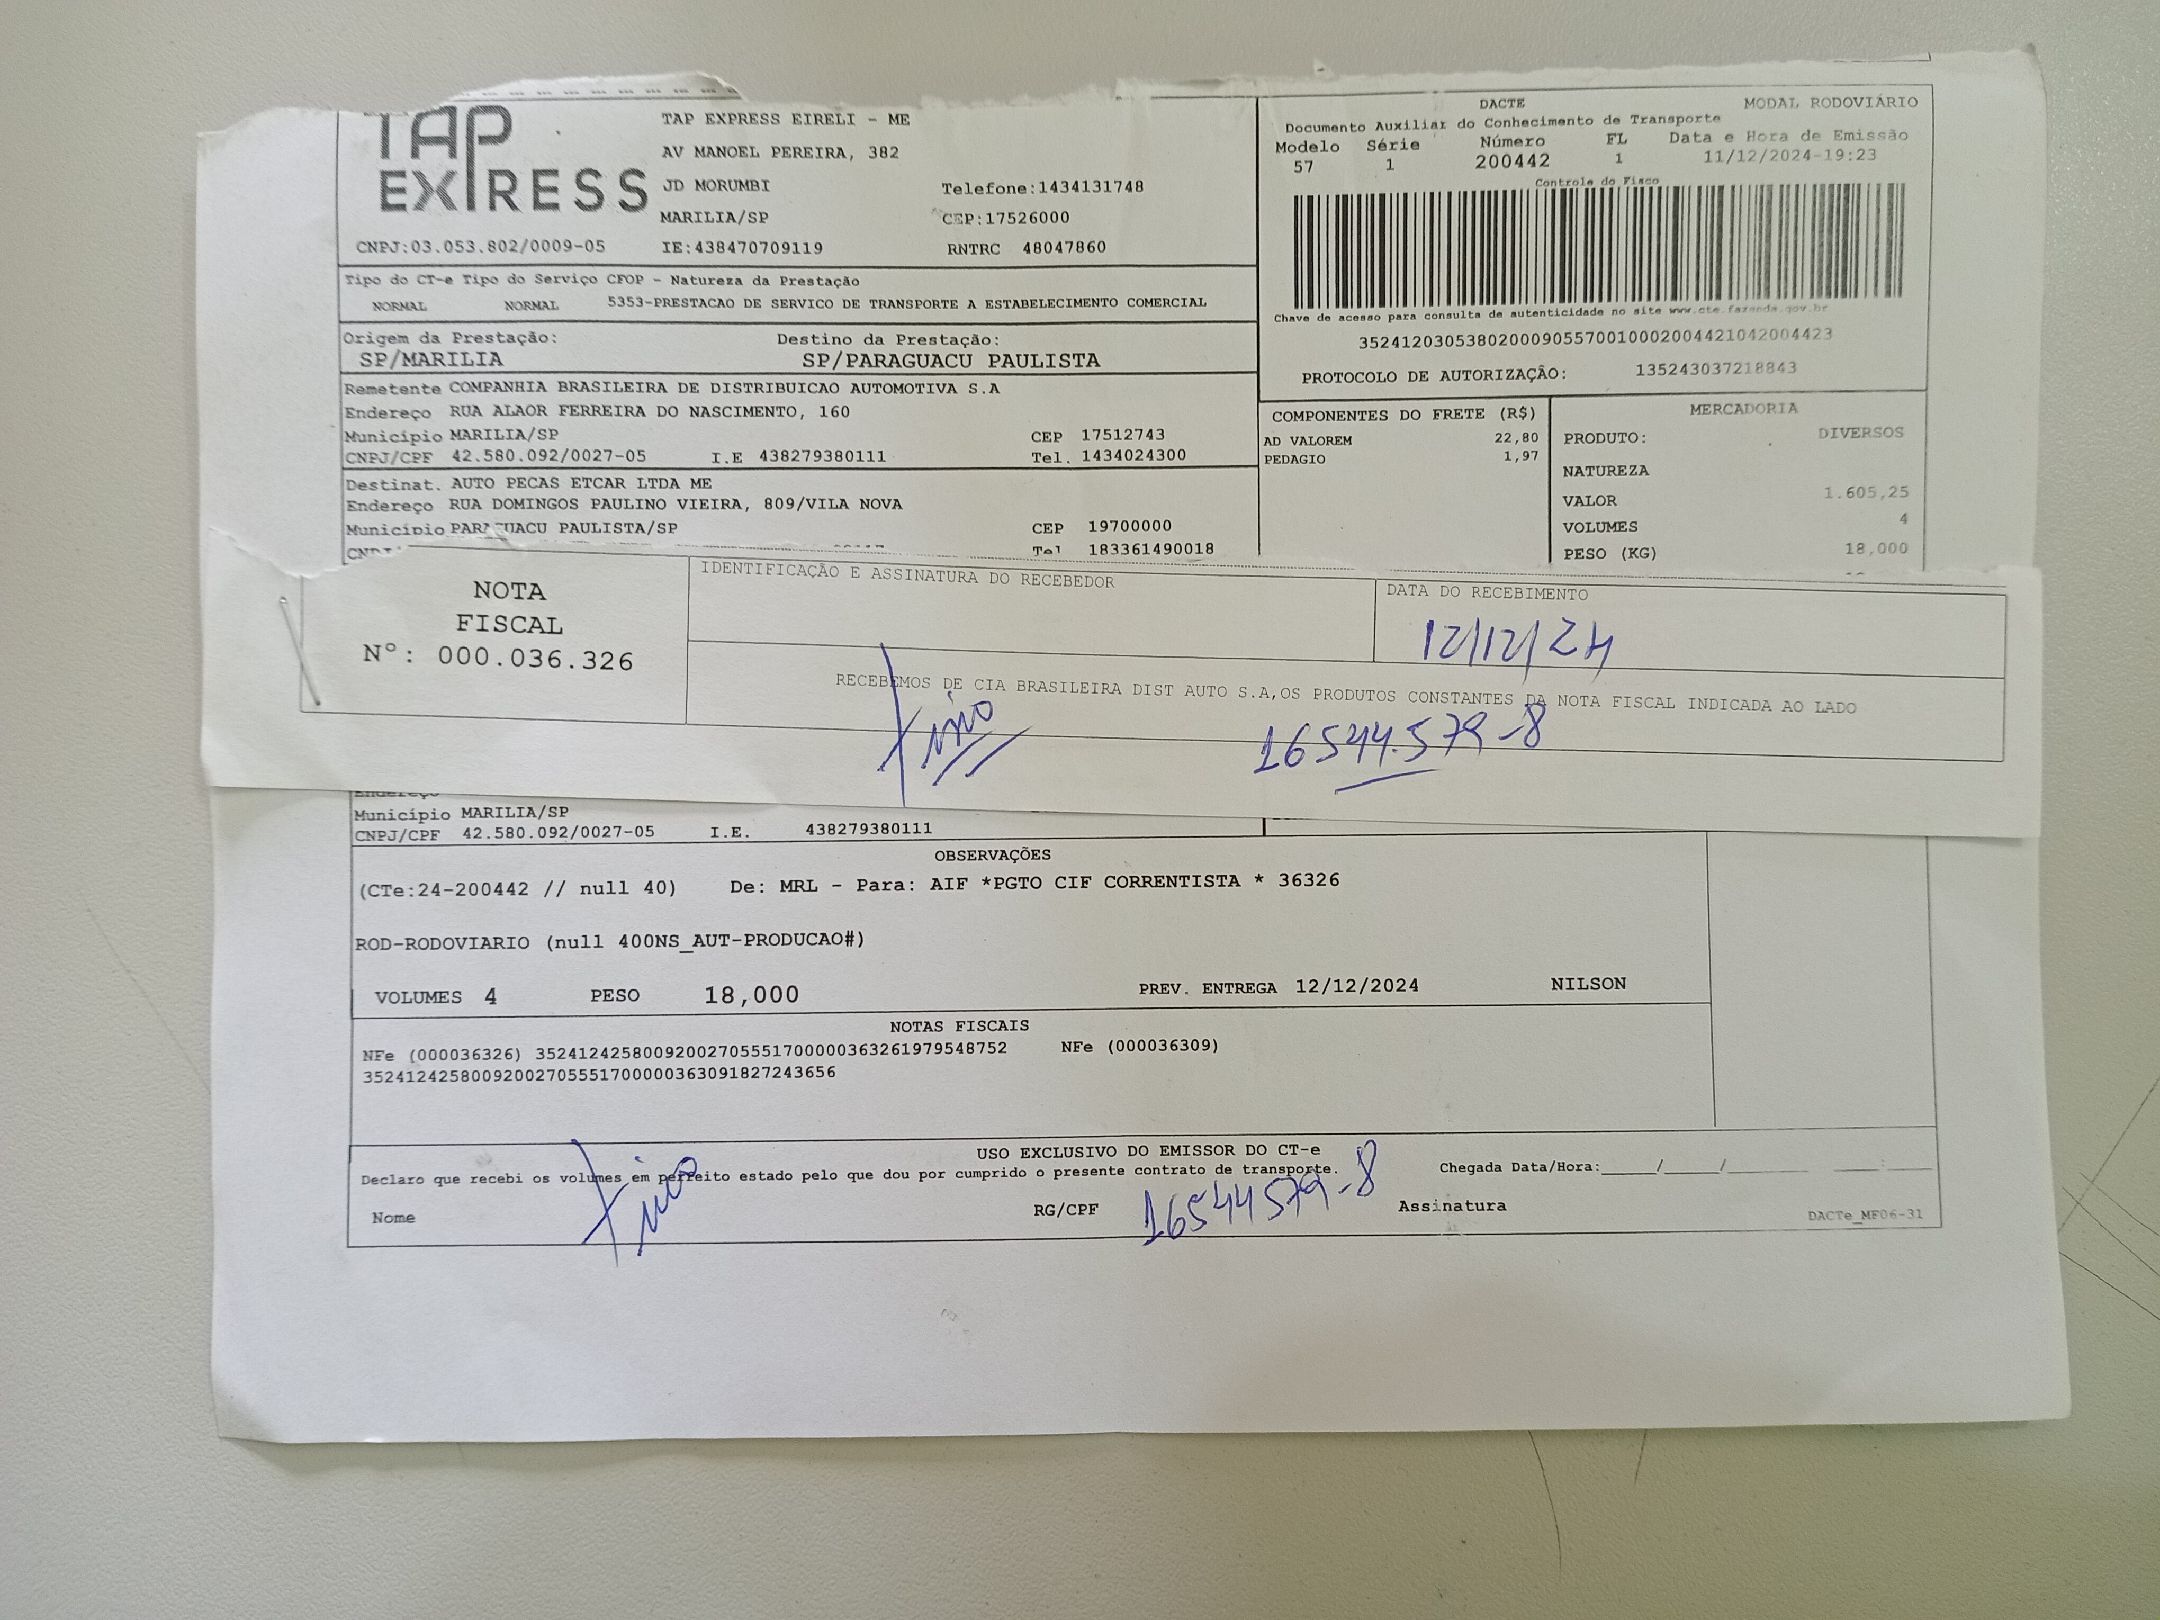 TAP EXPRESS
TAP EXPRESS EIRELI - ME
AV MANOEL PEREIRA, 382
JD MORUMBI Telefone:1434131748
MARILIA/SP CEP:17526000
CNPJ:03.053.802/0009-05 IE:438470709119 RNTRC 48047860
DACTE MODAL RODOVIÁRIO
Documento Auxiliar do Conhecimento de Transporte
Modelo Série Número FL Data e Hora de Emissão
57 1 200442 1 11/12/2024-19:23
Controle do Fisco
Chave de acesso para consulta de autenticidade no site www.cte.fazenda.gov.br
35241203053802000905570010002004421042004423
PROTOCOLO DE AUTORIZAÇÃO: 135243037218843
Tipo do CT-e Tipo do Serviço CFOP - Natureza da Prestação
NORMAL NORMAL 5353-PRESTACAO DE SERVICO DE TRANSPORTE A ESTABELECIMENTO COMERCIAL
Origem da Prestação: Destino da Prestação:
SP/MARILIA SP/PARAGUACU PAULISTA
Remetente COMPANHIA BRASILEIRA DE DISTRIBUICAO AUTOMOTIVA S.A
Endereço RUA ALAOR FERREIRA DO NASCIMENTO, 160
Município MARILIA/SP CEP 17512743
CNPJ/CPF 42.580.092/0027-05 I.E 438279380111 Tel. 1434024300
Destinat. AUTO PECAS ETCAR LTDA ME
Endereço RUA DOMINGOS PAULINO VIEIRA, 809/VILA NOVA
Município PARAGUACU PAULISTA/SP CEP 19700000
Tel 183361490018
COMPONENTES DO FRETE (R$)
AD VALOREM 22,80
PEDAGIO 1,97
MERCADORIA
PRODUTO: DIVERSOS
NATUREZA
VALOR 1.605,25
VOLUMES 4
PESO (KG) 18,000
NOTA
FISCAL
N°: 000.036.326
IDENTIFICAÇÃO E ASSINATURA DO RECEBEDOR
DATA DO RECEBIMENTO
12/12/24
RECEBEMOS DE CIA BRASILEIRA DIST AUTO S.A,OS PRODUTOS CONSTANTES DA NOTA FISCAL INDICADA AO LADO
16544.579-8
Endereço
Município MARILIA/SP
CNPJ/CPF 42.580.092/0027-05 I.E. 438279380111
OBSERVAÇÕES
(CTe:24-200442 // null 40) De: MRL - Para: AIF *PGTO CIF CORRENTISTA * 36326
ROD-RODOVIARIO (null 400NS_AUT-PRODUCAO#)
VOLUMES 4 PESO 18,000 PREV. ENTREGA 12/12/2024 NILSON
NOTAS FISCAIS
NFe (000036326) 35241242580092002705551700000363261979548752 NFe (000036309)
35241242580092002705551700000363091827243656
USO EXCLUSIVO DO EMISSOR DO CT-e
Declaro que recebi os volumes em perfeito estado pelo que dou por cumprido o presente contrato de transporte. Chegada Data/Hora:_____/_____/_______ ____:____
Nome RG/CPF 16544579-8 Assinatura
DACTe_MF06-31